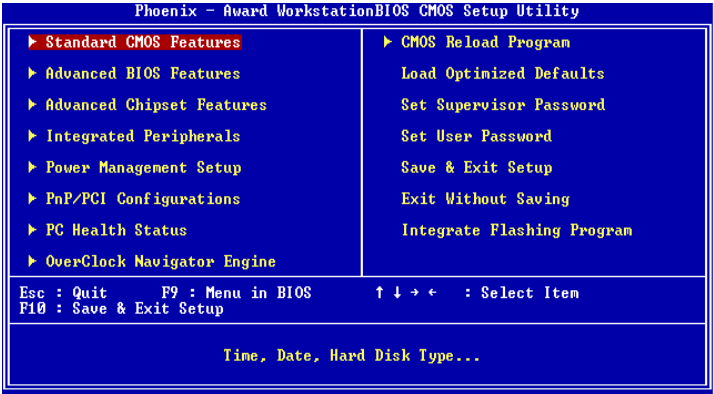 Phoenix - Award WorkstationBIOS CMOS Setup Utility
Standard CMOS Features
Advanced BIOS Features
Advanced Chipset Features
Integrated Peripherals
Power Management Setup
PnP/PCI Configurations
PC Health Status
OverClock Navigator Engine
CMOS Reload Program
Load Optimized Defaults
Set Supervisor Password
Set User Password
Save & Exit Setup
Exit Without Saving
Integrate Flashing Program
Esc : Quit F9 : Menu in BIOS ↑ ↓ → ← : Select Item
F10 : Save & Exit Setup
Time, Date, Hard Disk Type...